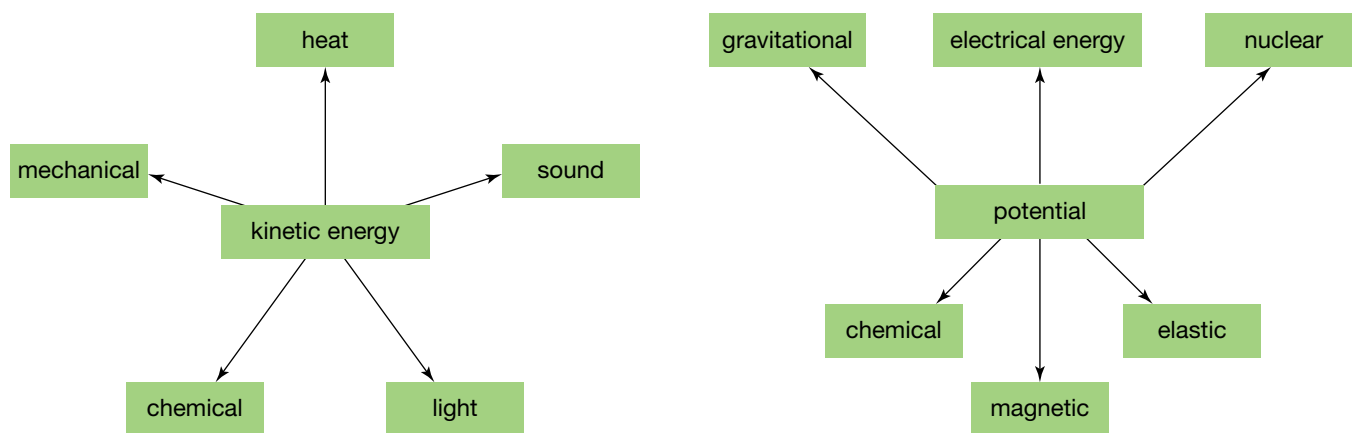 heat
mechanical
sound
kinetic energy
chemical
light
gravitational
electrical energy
nuclear
potential
chemical
elastic
magnetic